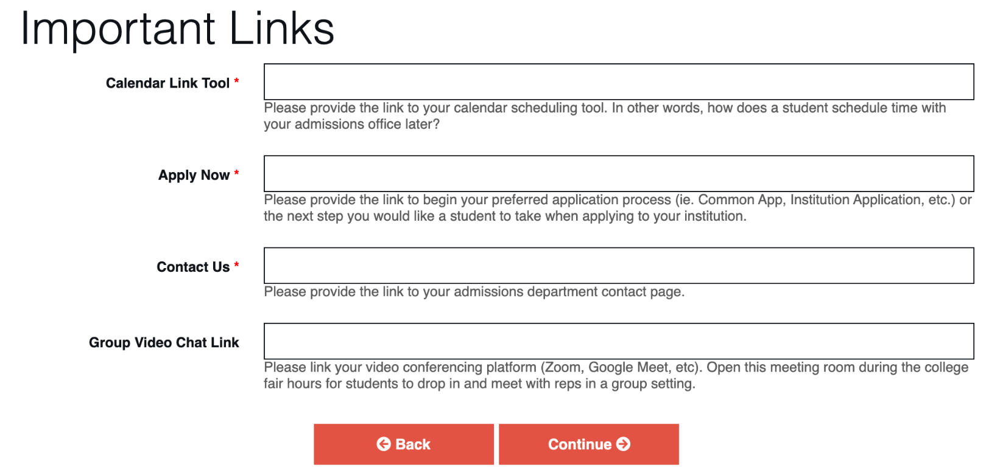 Important Links
Calendar Link Tool *
Please provide the link to your calendar scheduling tool. In other words, how does a student schedule time with
your admissions office later?
Apply Now *
Please provide the link to begin your preferred application process (ie. Common App, Institution Application, etc.) or
the next step you would like a student to take when applying to your institution.
Contact Us *
Please provide the link to your admissions department contact page.
Group Video Chat Link
Please link your video conferencing platform (Zoom, Google Meet, etc). Open this meeting room during the college
fair hours for students to drop in and meet with reps in a group setting.
Back
Continue